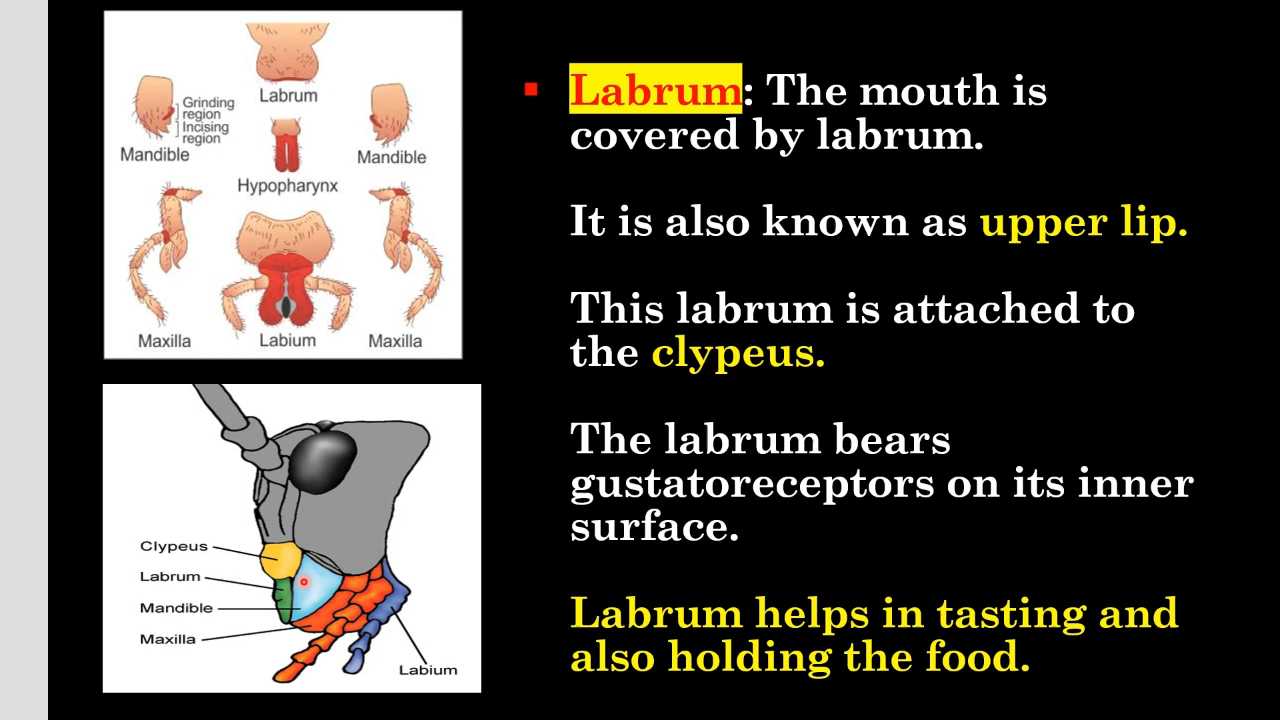 Labrum
Grinding
region
Incising
region
Mandible
Mandible
Hypopharynx
Maxilla
Labium
Maxilla
Clypeus
Labrum
Mandible
Maxilla
Labium
Labrum: The mouth is
covered by labrum.
It is also known as upper lip.
This labrum is attached to
the clypeus.
The labrum bears
gustatoreceptors on its inner
surface.
Labrum helps in tasting and
also holding the food.